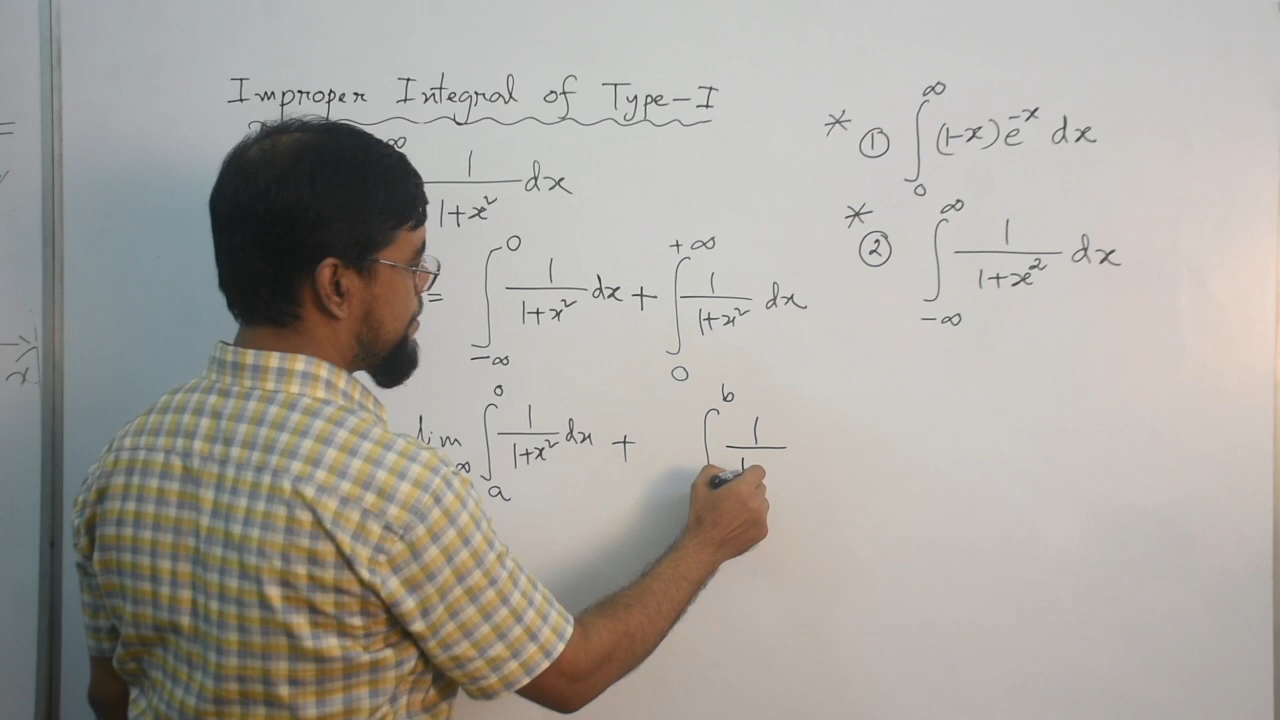 Improper Integral of Type-I
∞ 1/(1+x²) dx
= ∫_{-∞}^{0} 1/(1+x²) dx + ∫_{0}^{+∞} 1/(1+x²) dx
lim ∞ ∫_{a}^{0} 1/(1+x²) dx + ∫^{b} 1/1
* ① ∫_{0}^{∞} (1-x)e^{-x} dx
* ② ∫_{-∞}^{∞} 1/(1+x²) dx